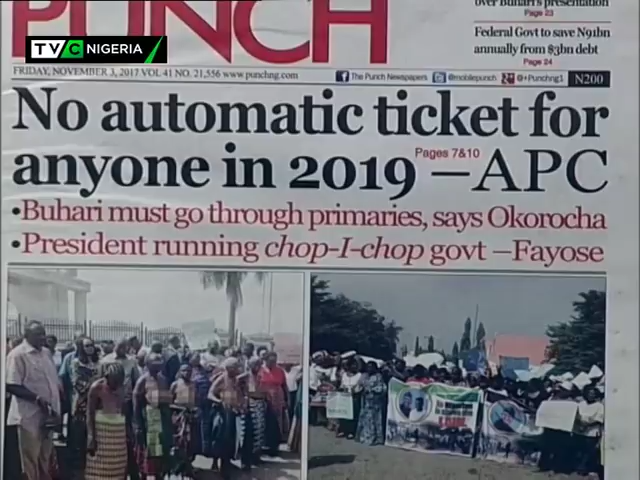 over Buhari's presentation
Page 23
PUNCH
TVC NIGERIA
Federal Govt to save N91bn
annually from $3bn debt
Page 24
FRIDAY, NOVEMBER 3, 2017 VOL 41 NO. 21,556 www.punchng.com
The Punch Newspapers @mobilepunch @+Punchng1 N200
No automatic ticket for
anyone in 2019 –APC
Pages 7&10
•Buhari must go through primaries, says Okorocha
•President running chop-I-chop govt –Fayose